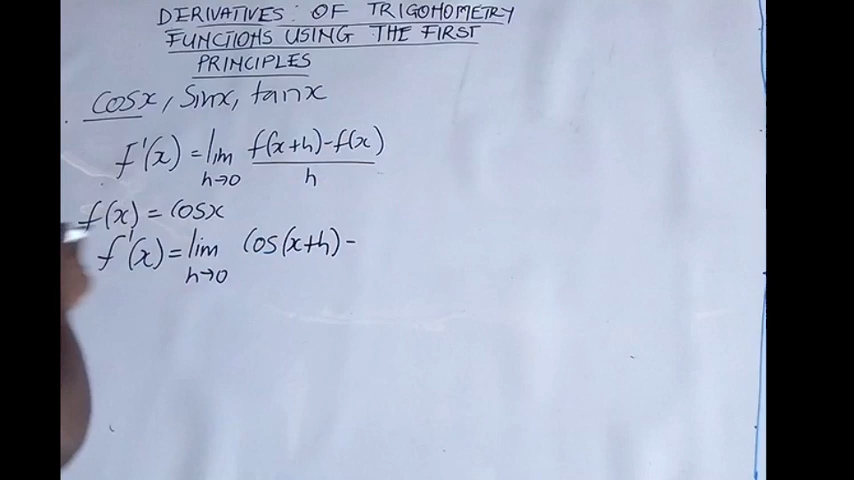 DERIVATIVES: OF TRIGONOMETRY
FUNCTIONS USING THE FIRST
PRINCIPLES
Cosx, Sinx, tanx
f'(x) = lim h→0 f(x+h)-f(x) / h
f(x) = Cosx
f'(x) = lim h→0 Cos(x+h) -